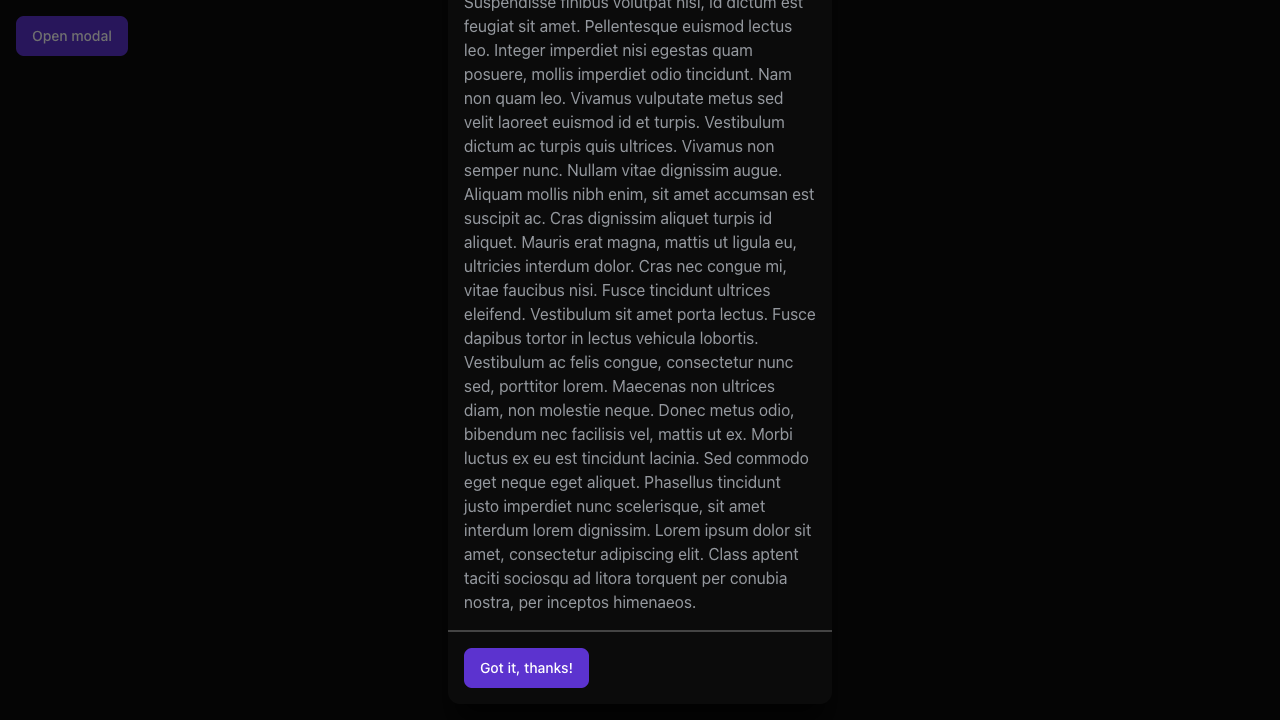 Open modal
Suspendisse finibus volutpat nisl, id dictum est
feugiat sit amet. Pellentesque euismod lectus
leo. Integer imperdiet nisi egestas quam
posuere, mollis imperdiet odio tincidunt. Nam
non quam leo. Vivamus vulputate metus sed
velit laoreet euismod id et turpis. Vestibulum
dictum ac turpis quis ultrices. Vivamus non
semper nunc. Nullam vitae dignissim augue.
Aliquam mollis nibh enim, sit amet accumsan est
suscipit ac. Cras dignissim aliquet turpis id
aliquet. Mauris erat magna, mattis ut ligula eu,
ultricies interdum dolor. Cras nec congue mi,
vitae faucibus nisi. Fusce tincidunt ultrices
eleifend. Vestibulum sit amet porta lectus. Fusce
dapibus tortor in lectus vehicula lobortis.
Vestibulum ac felis congue, consectetur nunc
sed, porttitor lorem. Maecenas non ultrices
diam, non molestie neque. Donec metus odio,
bibendum nec facilisis vel, mattis ut ex. Morbi
luctus ex eu est tincidunt lacinia. Sed commodo
eget neque eget aliquet. Phasellus tincidunt
justo imperdiet nunc scelerisque, sit amet
interdum lorem dignissim. Lorem ipsum dolor sit
amet, consectetur adipiscing elit. Class aptent
taciti sociosqu ad litora torquent per conubia
nostra, per inceptos himenaeos.
Got it, thanks!